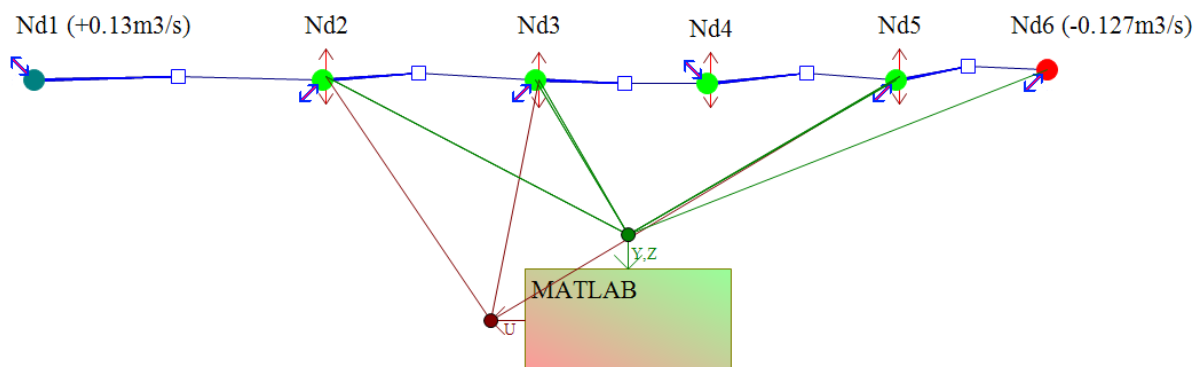 Nd1 (+0.13m3/s)
Nd2
Nd3
Nd4
Nd5
Nd6 (-0.127m3/s)
Y,Z
MATLAB
U